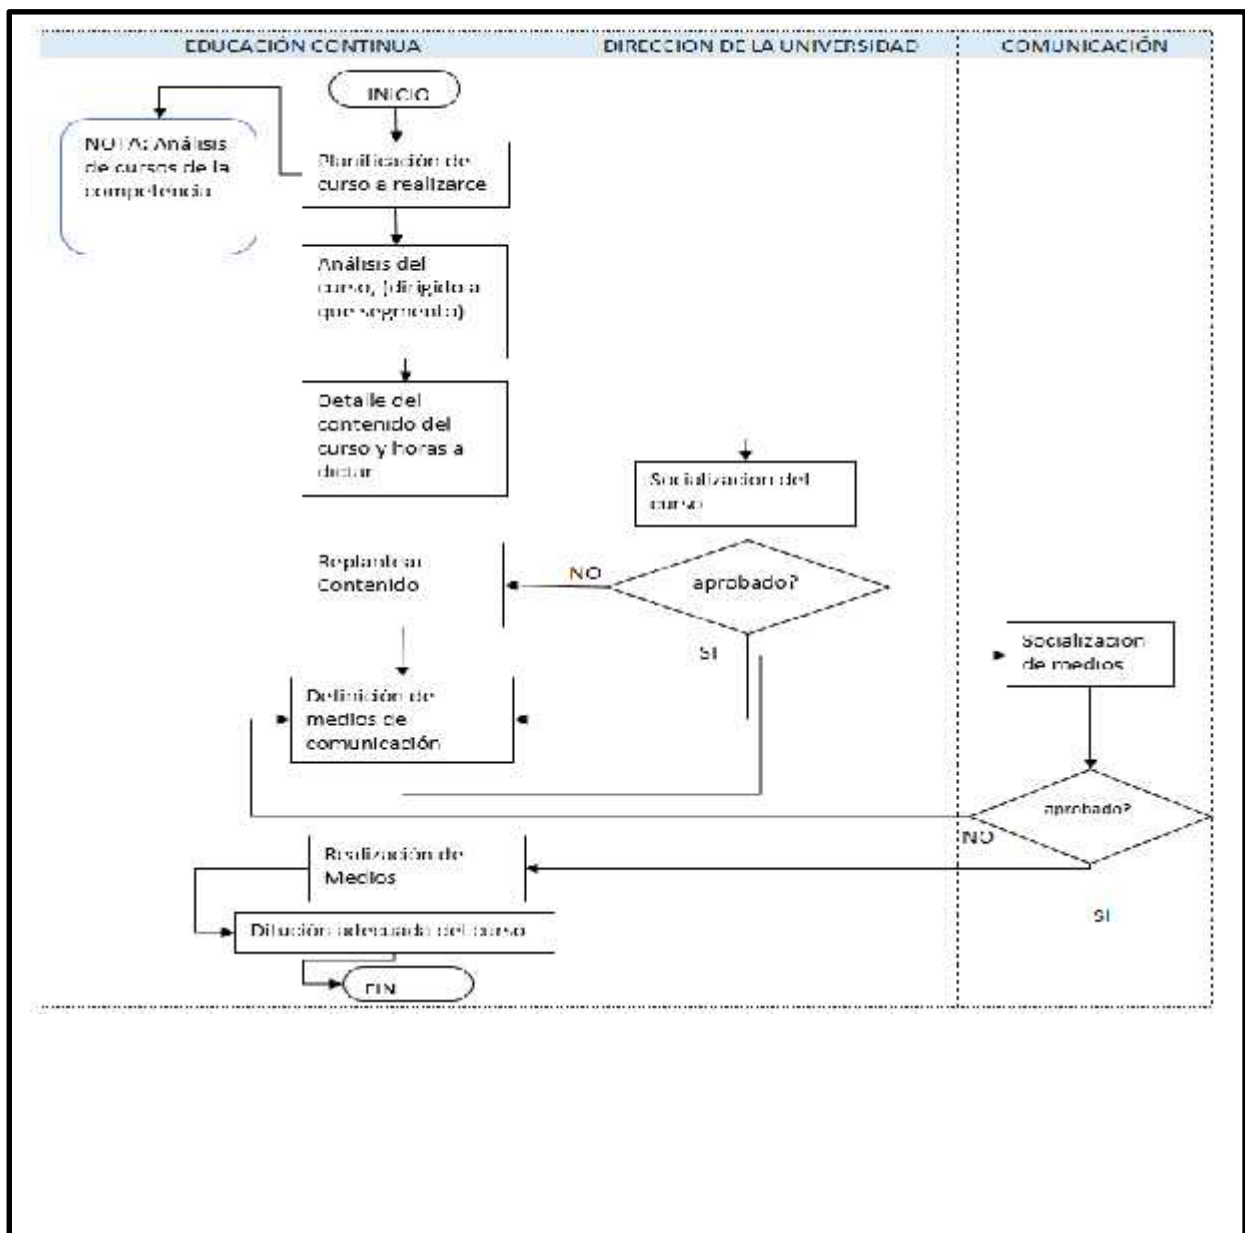 EDUCACIÓN CONTINUA
DIRECCION DE LA UNIVERSIDAD
COMUNICACIÓN
INICIO
NOTA: Análisis
de cursos de la
competencia
Planificación de
curso a realizarce
Análisis del
curso, (dirigido a
que segmento)
Detalle del
contenido del
curso y horas a
dictar
Socializacion del
curso
Replantear
Contenido
NO
aprobado?
SI
Socializacion
de medios
Definición de
medios de
comunicación
aprobado?
NO
Realización de
Medios
SI
Difución adecuada del curso
FIN